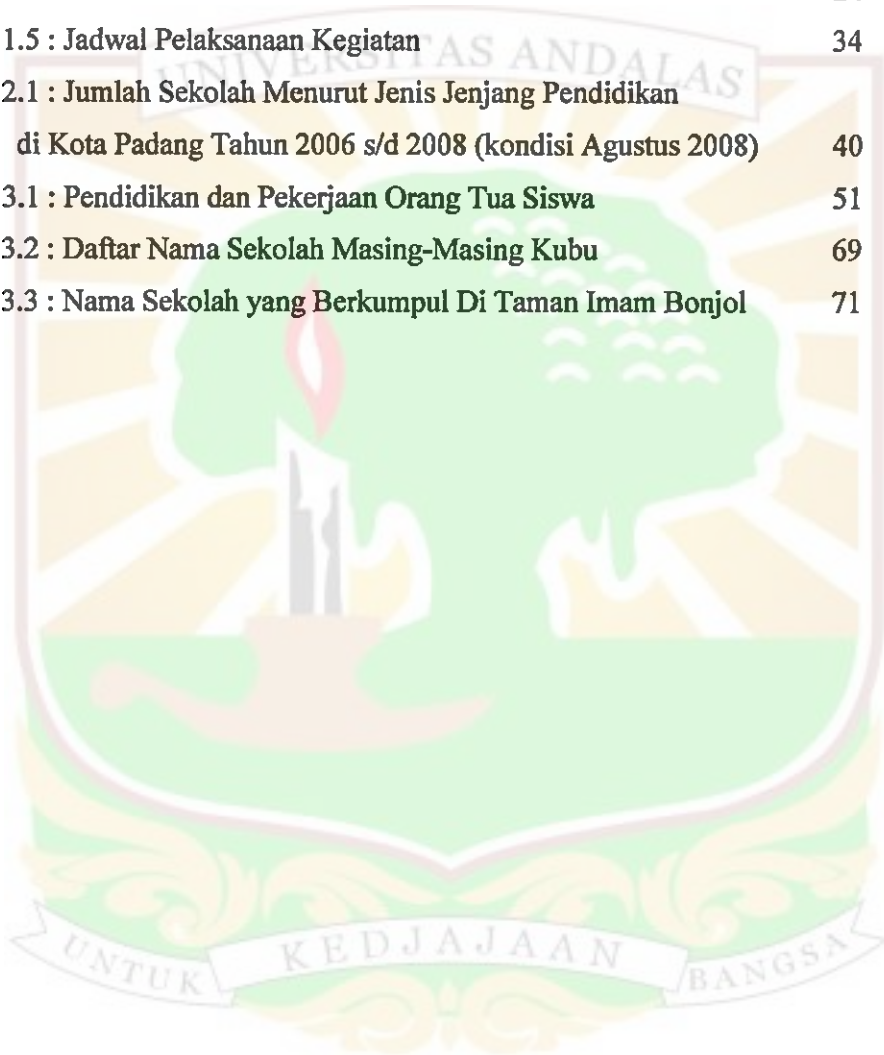 1.5 : Jadwal Pelaksanaan Kegiatan 34
2.1 : Jumlah Sekolah Menurut Jenis Jenjang Pendidikan
di Kota Padang Tahun 2006 s/d 2008 (kondisi Agustus 2008) 40
3.1 : Pendidikan dan Pekerjaan Orang Tua Siswa 51
3.2 : Daftar Nama Sekolah Masing-Masing Kubu 69
3.3 : Nama Sekolah yang Berkumpul Di Taman Imam Bonjol 71
UNIVERSITAS ANDALAS
UNTUK KEDJAJAAN BANGSA